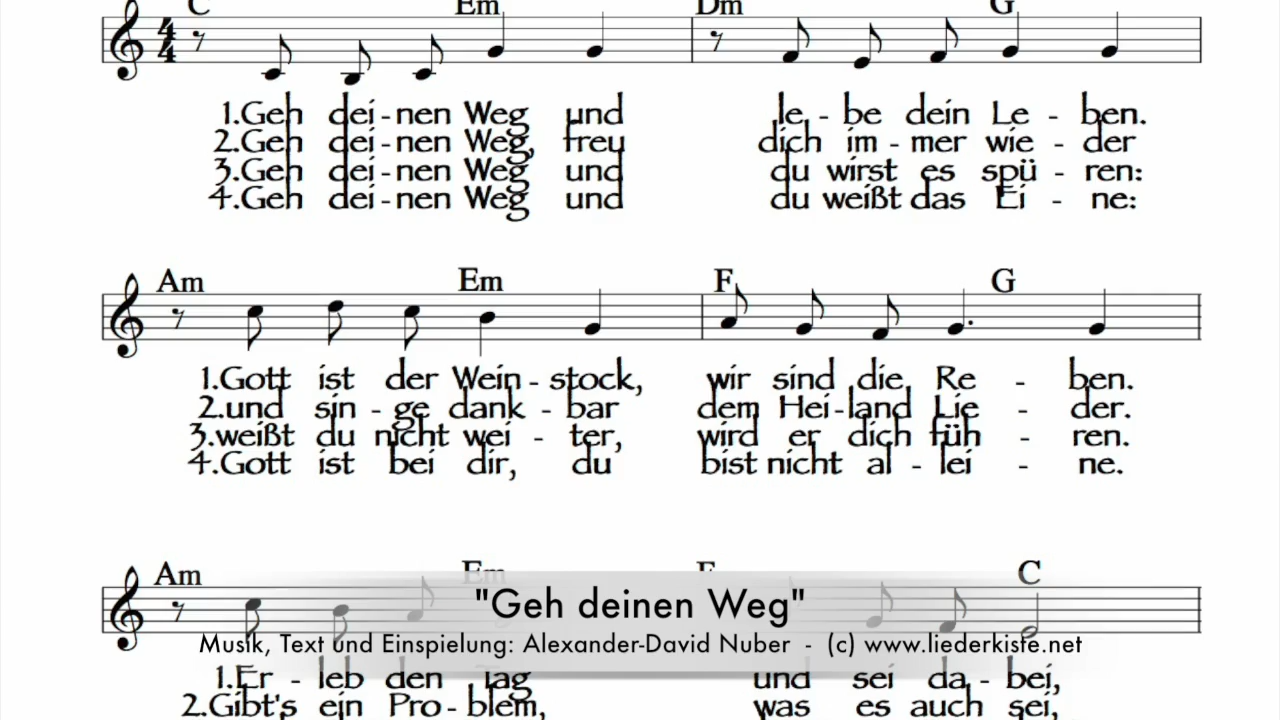 C Em Dm G
4
4
1.Geh dei-nen Weg und le-be dein Le-ben.
2.Geh dei-nen Weg, freu dich im-mer wie-der
3.Geh dei-nen Weg und du wirst es spü-ren:
4.Geh dei-nen Weg und du weißt das Ei-ne:
Am Em F G
1.Gott ist der Wein-stock, wir sind die Re-ben.
2.und sin-ge dank-bar dem Hei-land Lie-der.
3.weißt du nicht wei-ter, wird er dich füh-ren.
4.Gott ist bei dir, du bist nicht al-lei-ne.
Am Em F C
"Geh deinen Weg"
Musik, Text und Einspielung: Alexander-David Nuber - (c) www.liederkiste.net
1.Er-leb den Tag und sei da-bei,
2.Gibt's ein Pro-blem, was es auch sei,